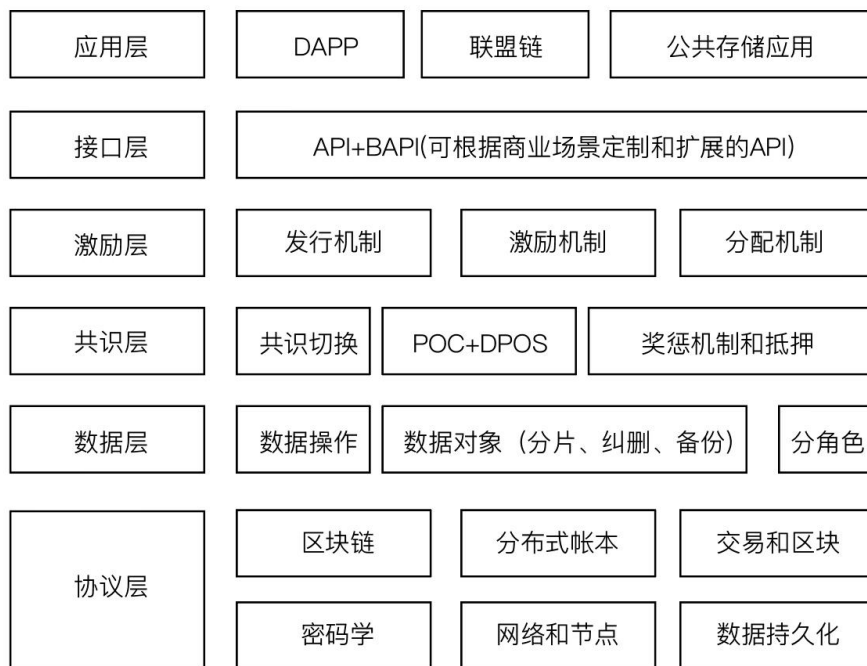 应用层 DAPP 联盟链 公共存储应用
接口层 API+BAPI(可根据商业场景定制和扩展的API)
激励层 发行机制 激励机制 分配机制
共识层 共识切换 POC+DPOS 奖惩机制和抵押
数据层 数据操作 数据对象（分片、纠删、备份） 分角色
区块链 分布式帐本 交易和区块
协议层
密码学 网络和节点 数据持久化